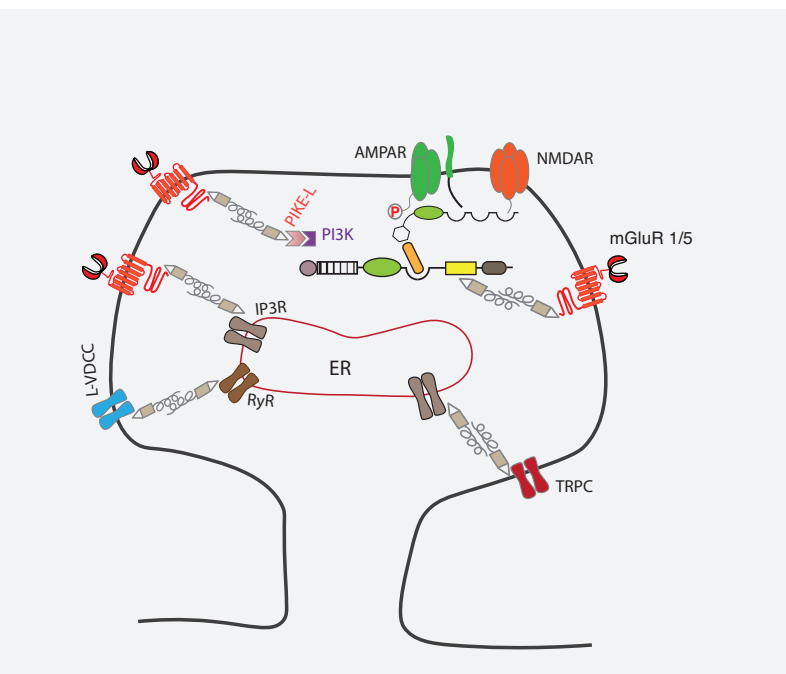 AMPAR
NMDAR
P
PIKE-L
PI3K
mGluR 1/5
IP3R
ER
L-VDCC
RyR
TRPC